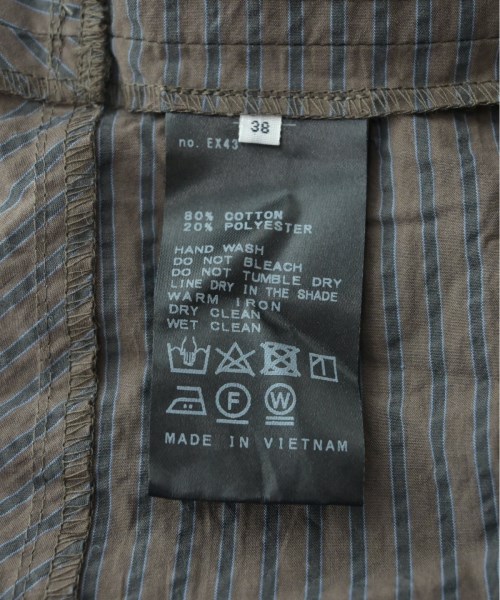 38
no. EX43
80% COTTON
20% POLYESTER
HAND WASH
DO NOT BLEACH
DO NOT TUMBLE DRY
LINE DRY IN THE SHADE
WARM IRON
DRY CLEAN
WET CLEAN
F W
MADE IN VIETNAM